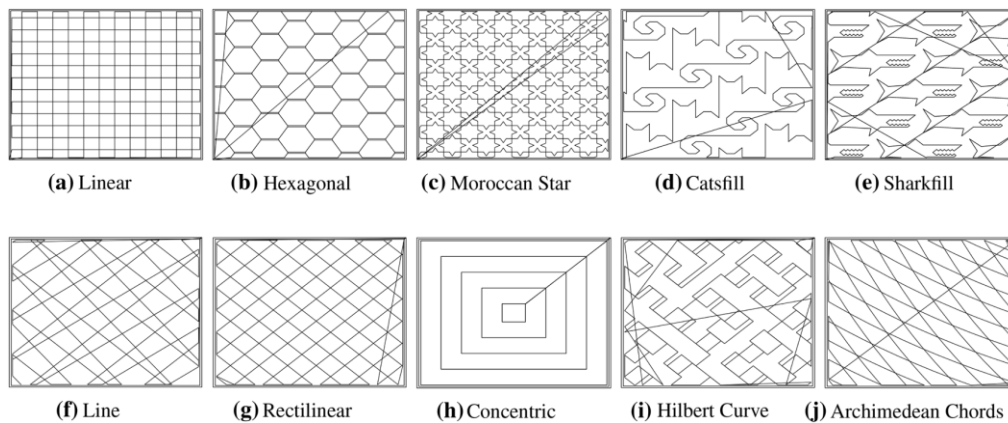 (a) Linear
(b) Hexagonal
(c) Moroccan Star
(d) Catsfill
(e) Sharkfill
(f) Line
(g) Rectilinear
(h) Concentric
(i) Hilbert Curve
(j) Archimedean Chords